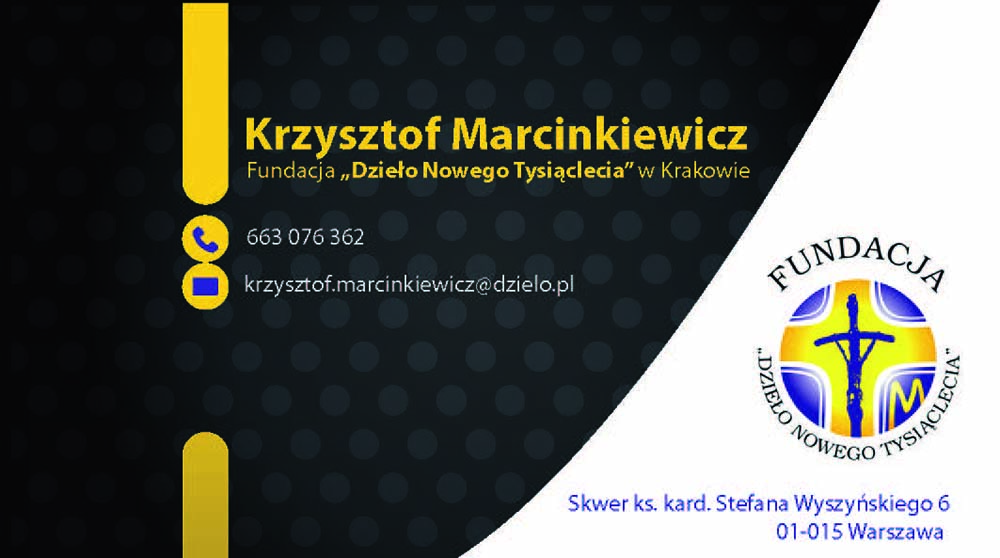 Krzysztof Marcinkiewicz
Fundacja „Dzieło Nowego Tysiąclecia” w Krakowie
663 076 362
krzysztof.marcinkiewicz@dzielo.pl
FUNDACJA
„DZIEŁO NOWEGO TYSIĄCLECIA”
M
Skwer ks. kard. Stefana Wyszyńskiego 6
01-015 Warszawa